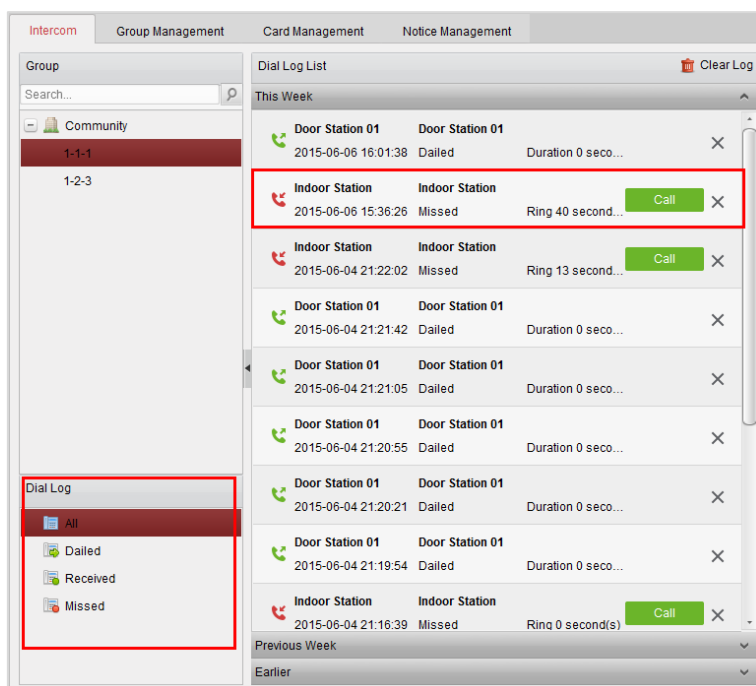 Intercom Group Management Card Management Notice Management
Group
Search...
Community
1-1-1
1-2-3
Dial Log
All
Dailed
Received
Missed
Dial Log List Clear Log
This Week
Door Station 01 Door Station 01
2015-06-06 16:01:38 Dailed Duration 0 seco...
Indoor Station Indoor Station
2015-06-06 15:36:26 Missed Ring 40 second... Call
Indoor Station Indoor Station
2015-06-04 21:22:02 Missed Ring 13 second... Call
Door Station 01 Door Station 01
2015-06-04 21:21:42 Dailed Duration 0 seco...
Door Station 01 Door Station 01
2015-06-04 21:21:05 Dailed Duration 0 seco...
Door Station 01 Door Station 01
2015-06-04 21:20:55 Dailed Duration 0 seco...
Door Station 01 Door Station 01
2015-06-04 21:20:21 Dailed Duration 0 seco...
Door Station 01 Door Station 01
2015-06-04 21:19:54 Dailed Duration 0 seco...
Indoor Station Indoor Station
2015-06-04 21:16:39 Missed Ring 0 second(s) Call
Previous Week
Earlier